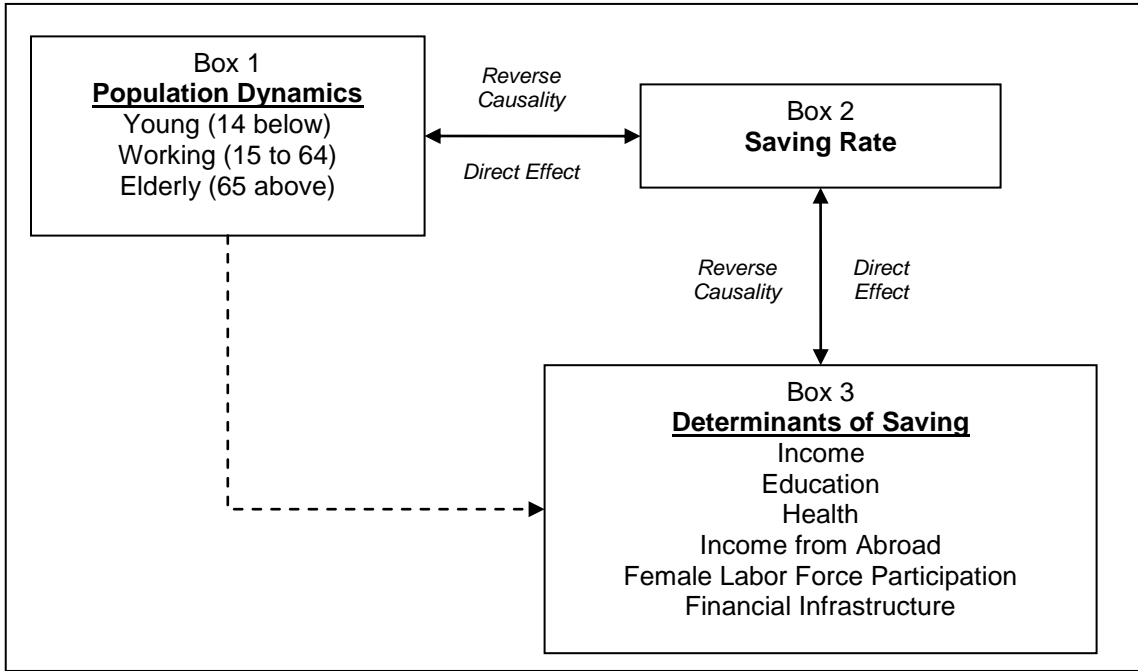 Box 1
Population Dynamics
Young (14 below)
Working (15 to 64)
Elderly (65 above)
Reverse
Causality
Direct Effect
Box 2
Saving Rate
Reverse
Causality
Direct
Effect
Box 3
Determinants of Saving
Income
Education
Health
Income from Abroad
Female Labor Force Participation
Financial Infrastructure